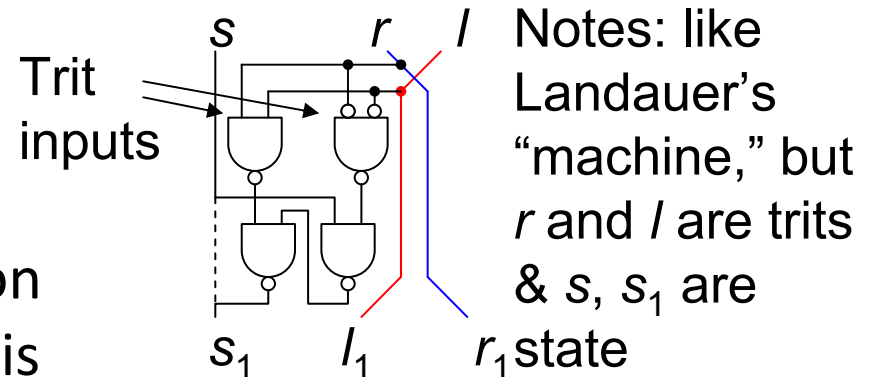 s r l
Trit
inputs
Notes: like
Landauer's
“machine,” but
r and l are trits
& s, s₁ are
state
on
is
s₁ l₁ r₁